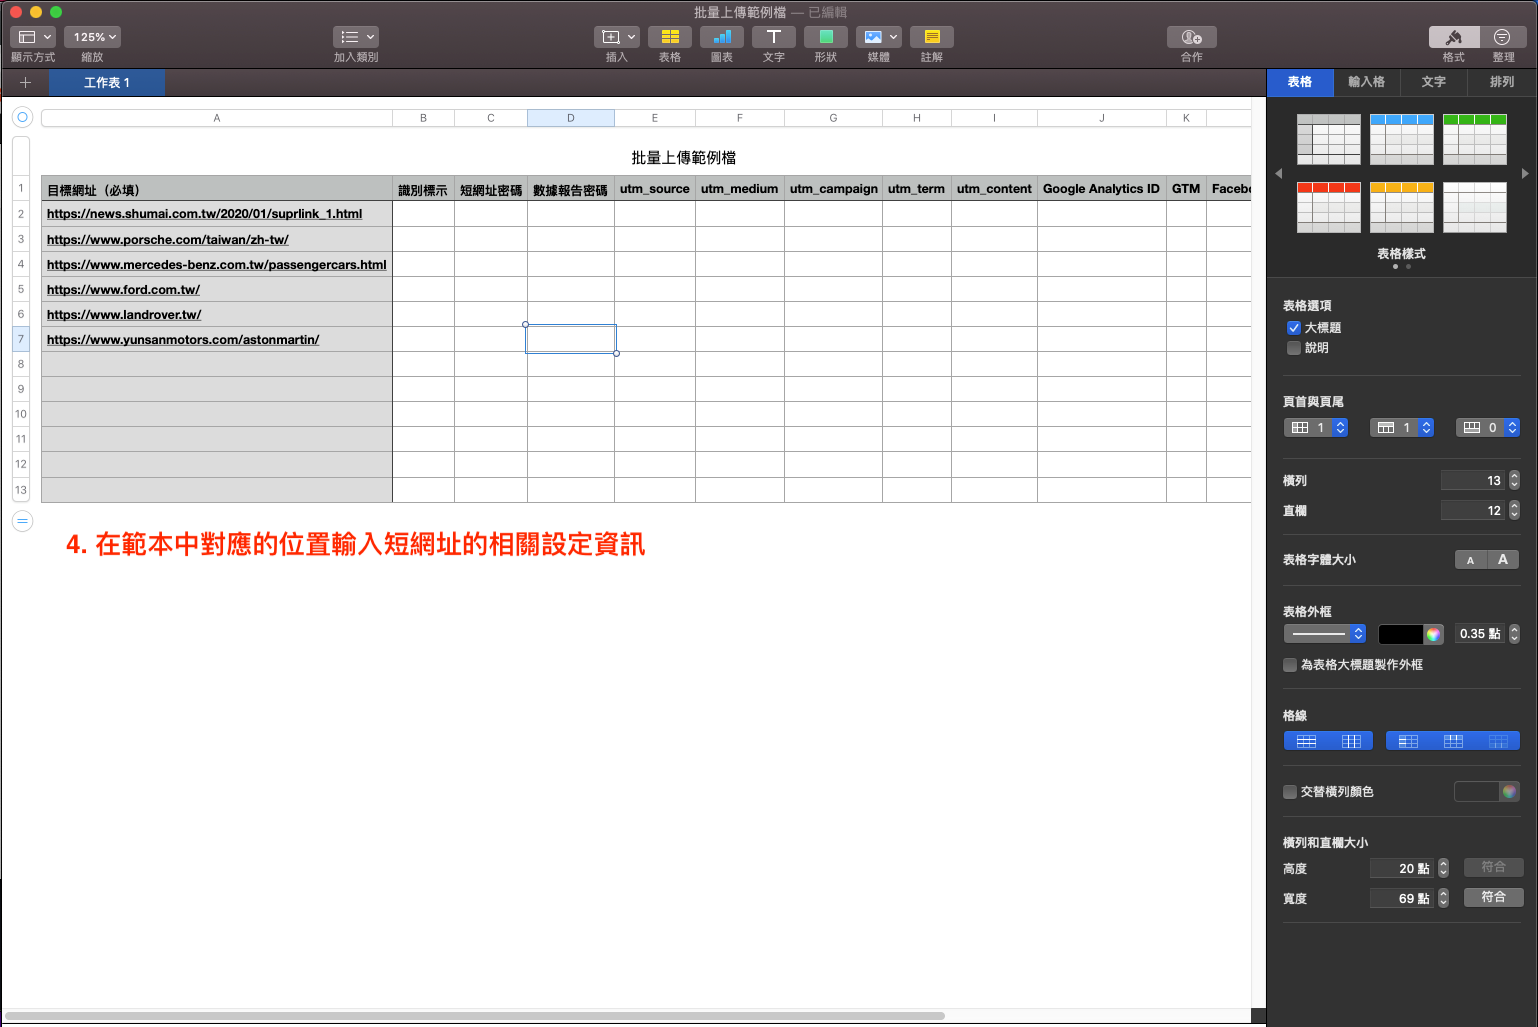 批量上傳範例檔 — 已編輯
125%
顯示方式 縮放 加入類別 插入 表格 圖表 文字 形狀 媒體 註解 合作 格式 整理
工作表 1
表格 輸入格 文字 排列
A B C D E F G H I J K
批量上傳範例檔
1 目標網址（必填） 識別標示 短網址密碼 數據報告密碼 utm_source utm_medium utm_campaign utm_term utm_content Google Analytics ID GTM Facebo
2 https://news.shumai.com.tw/2020/01/suprlink_1.html
3 https://www.porsche.com/taiwan/zh-tw/
4 https://www.mercedes-benz.com.tw/passengercars.html
5 https://www.ford.com.tw/
6 https://www.landrover.tw/
7 https://www.yunsanmotors.com/astonmartin/
8
9
10
11
12
13
4. 在範本中對應的位置輸入短網址的相關設定資訊
表格樣式
表格選項
大標題
說明
頁首與頁尾
1 1 0
橫列 13
直欄 12
表格字體大小 A A
表格外框
0.35 點
為表格大標題製作外框
格線
交替橫列顏色
橫列和直欄大小
高度 20 點 符合
寬度 69 點 符合